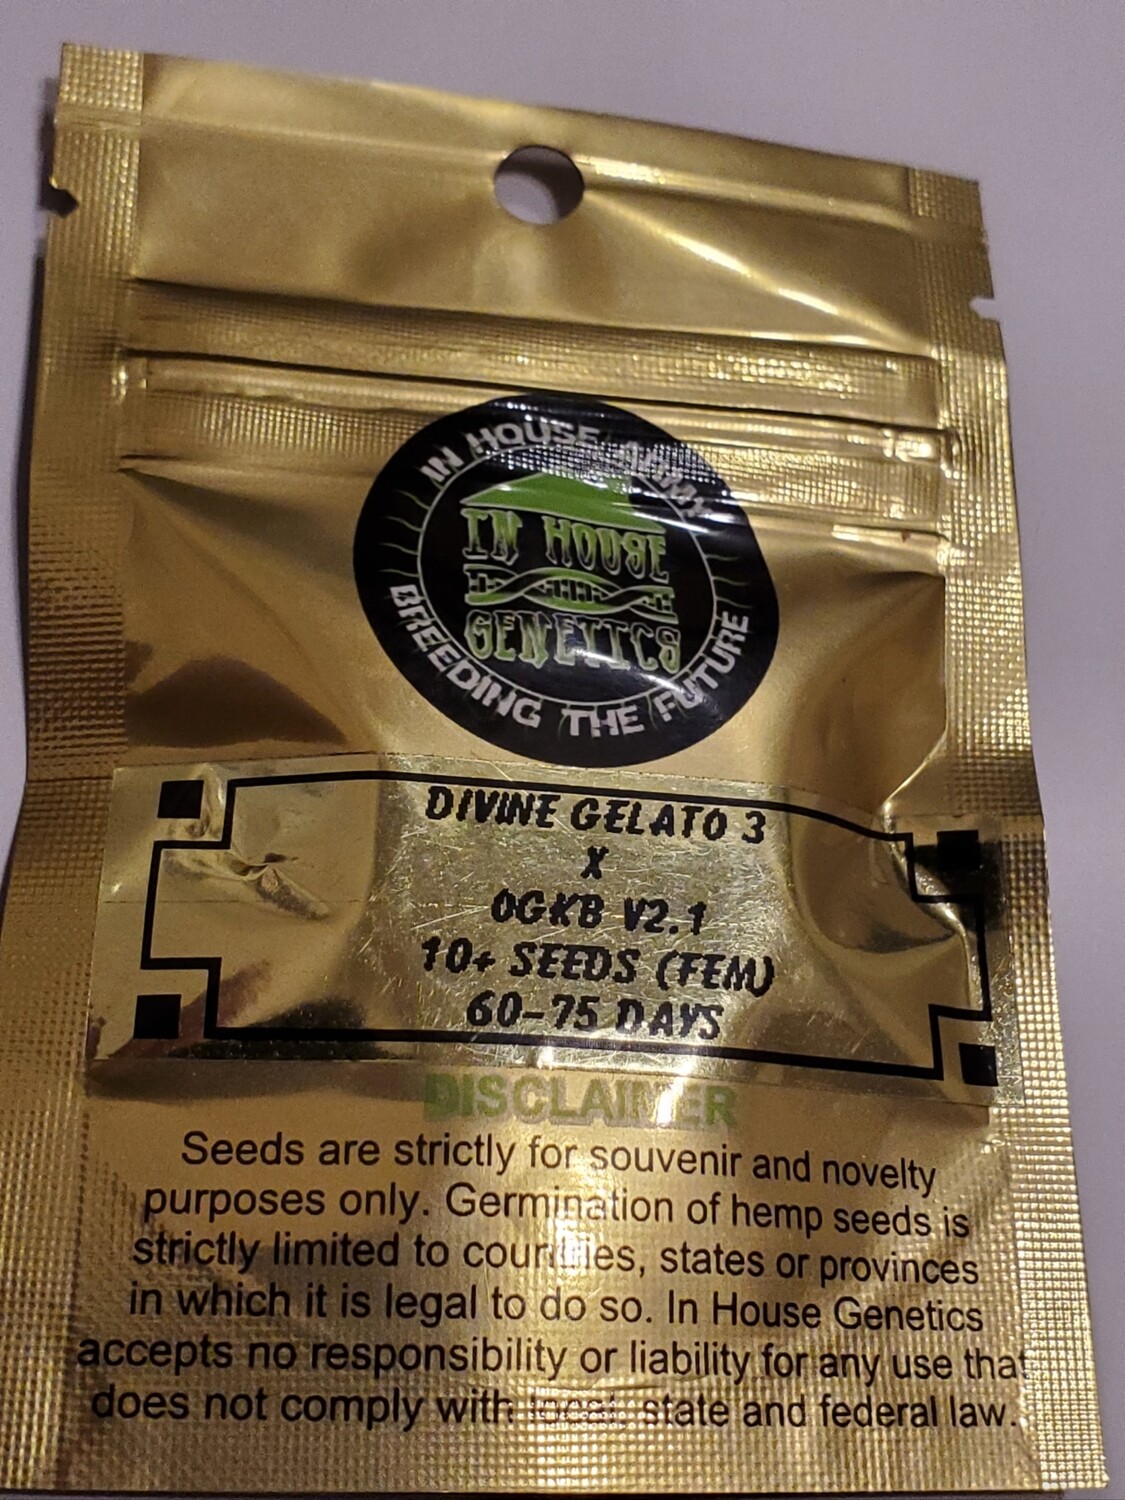 IN HOUSE ARMY
IN HOUSE
GENETICS
BREEDING THE FUTURE
DIVINE GELATO 3
X
OGKB V2.1
10+ SEEDS (FEM)
60-75 DAYS
DISCLAIMER
Seeds are strictly for souvenir and novelty
purposes only. Germination of hemp seeds is
strictly limited to countries, states or provinces
in which it is legal to do so. In House Genetics
accepts no responsibility or liability for any use that
does not comply with local, state and federal law.